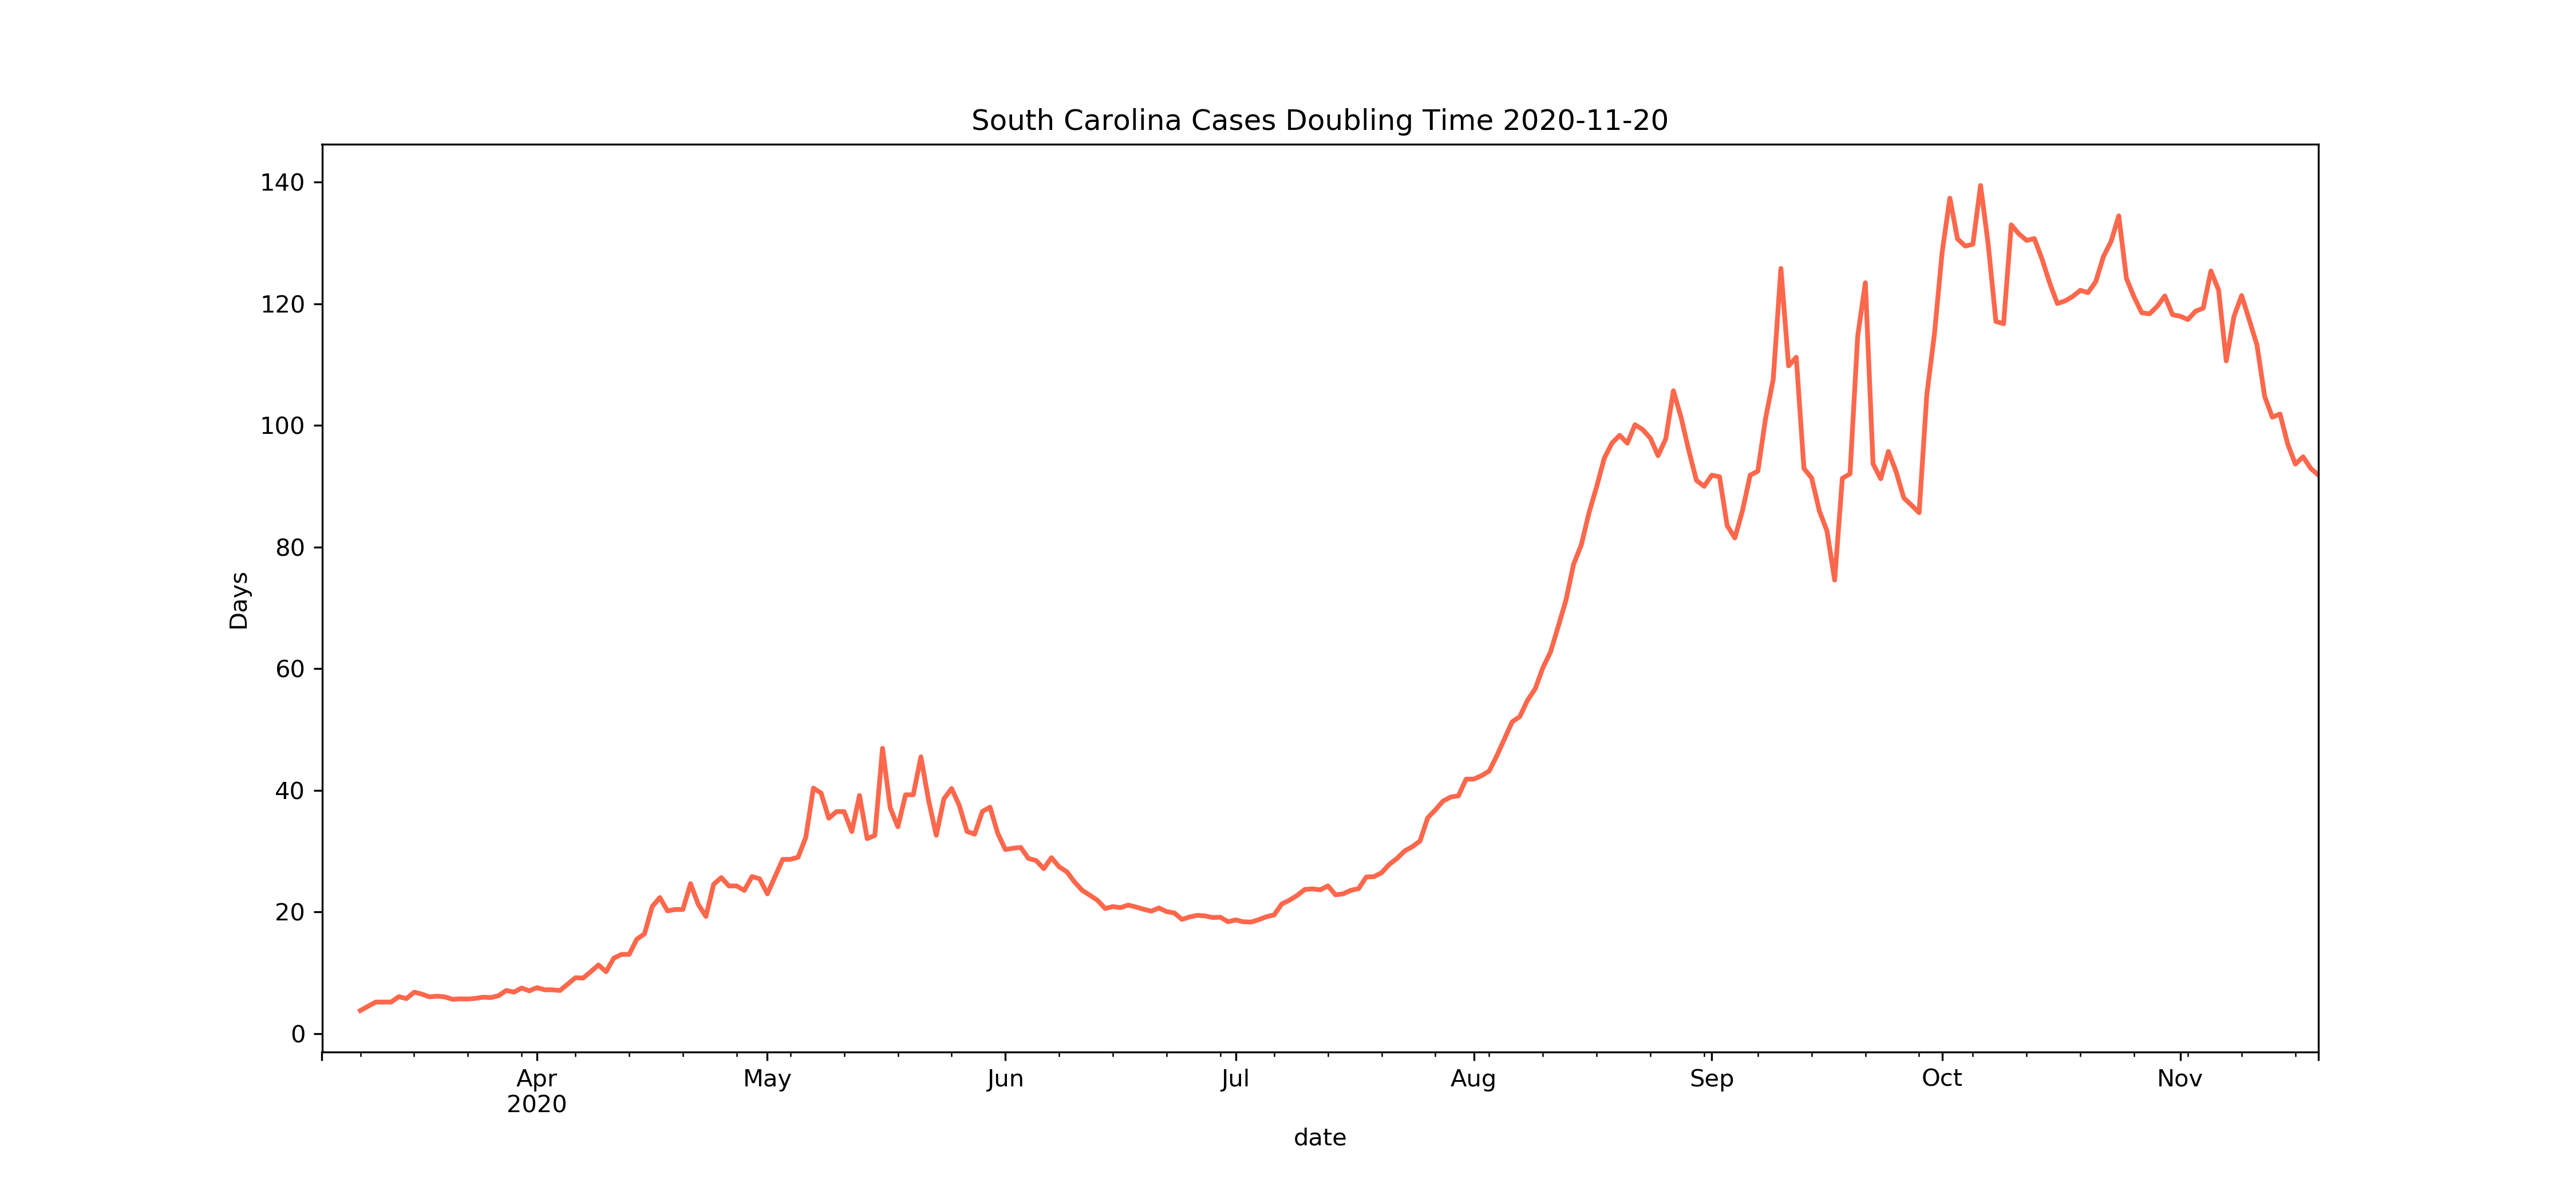 South Carolina Cases Doubling Time 2020-11-20
140
120
100
80
60
40
20
0
Days
Apr May Jun Jul Aug Sep Oct Nov
2020
date